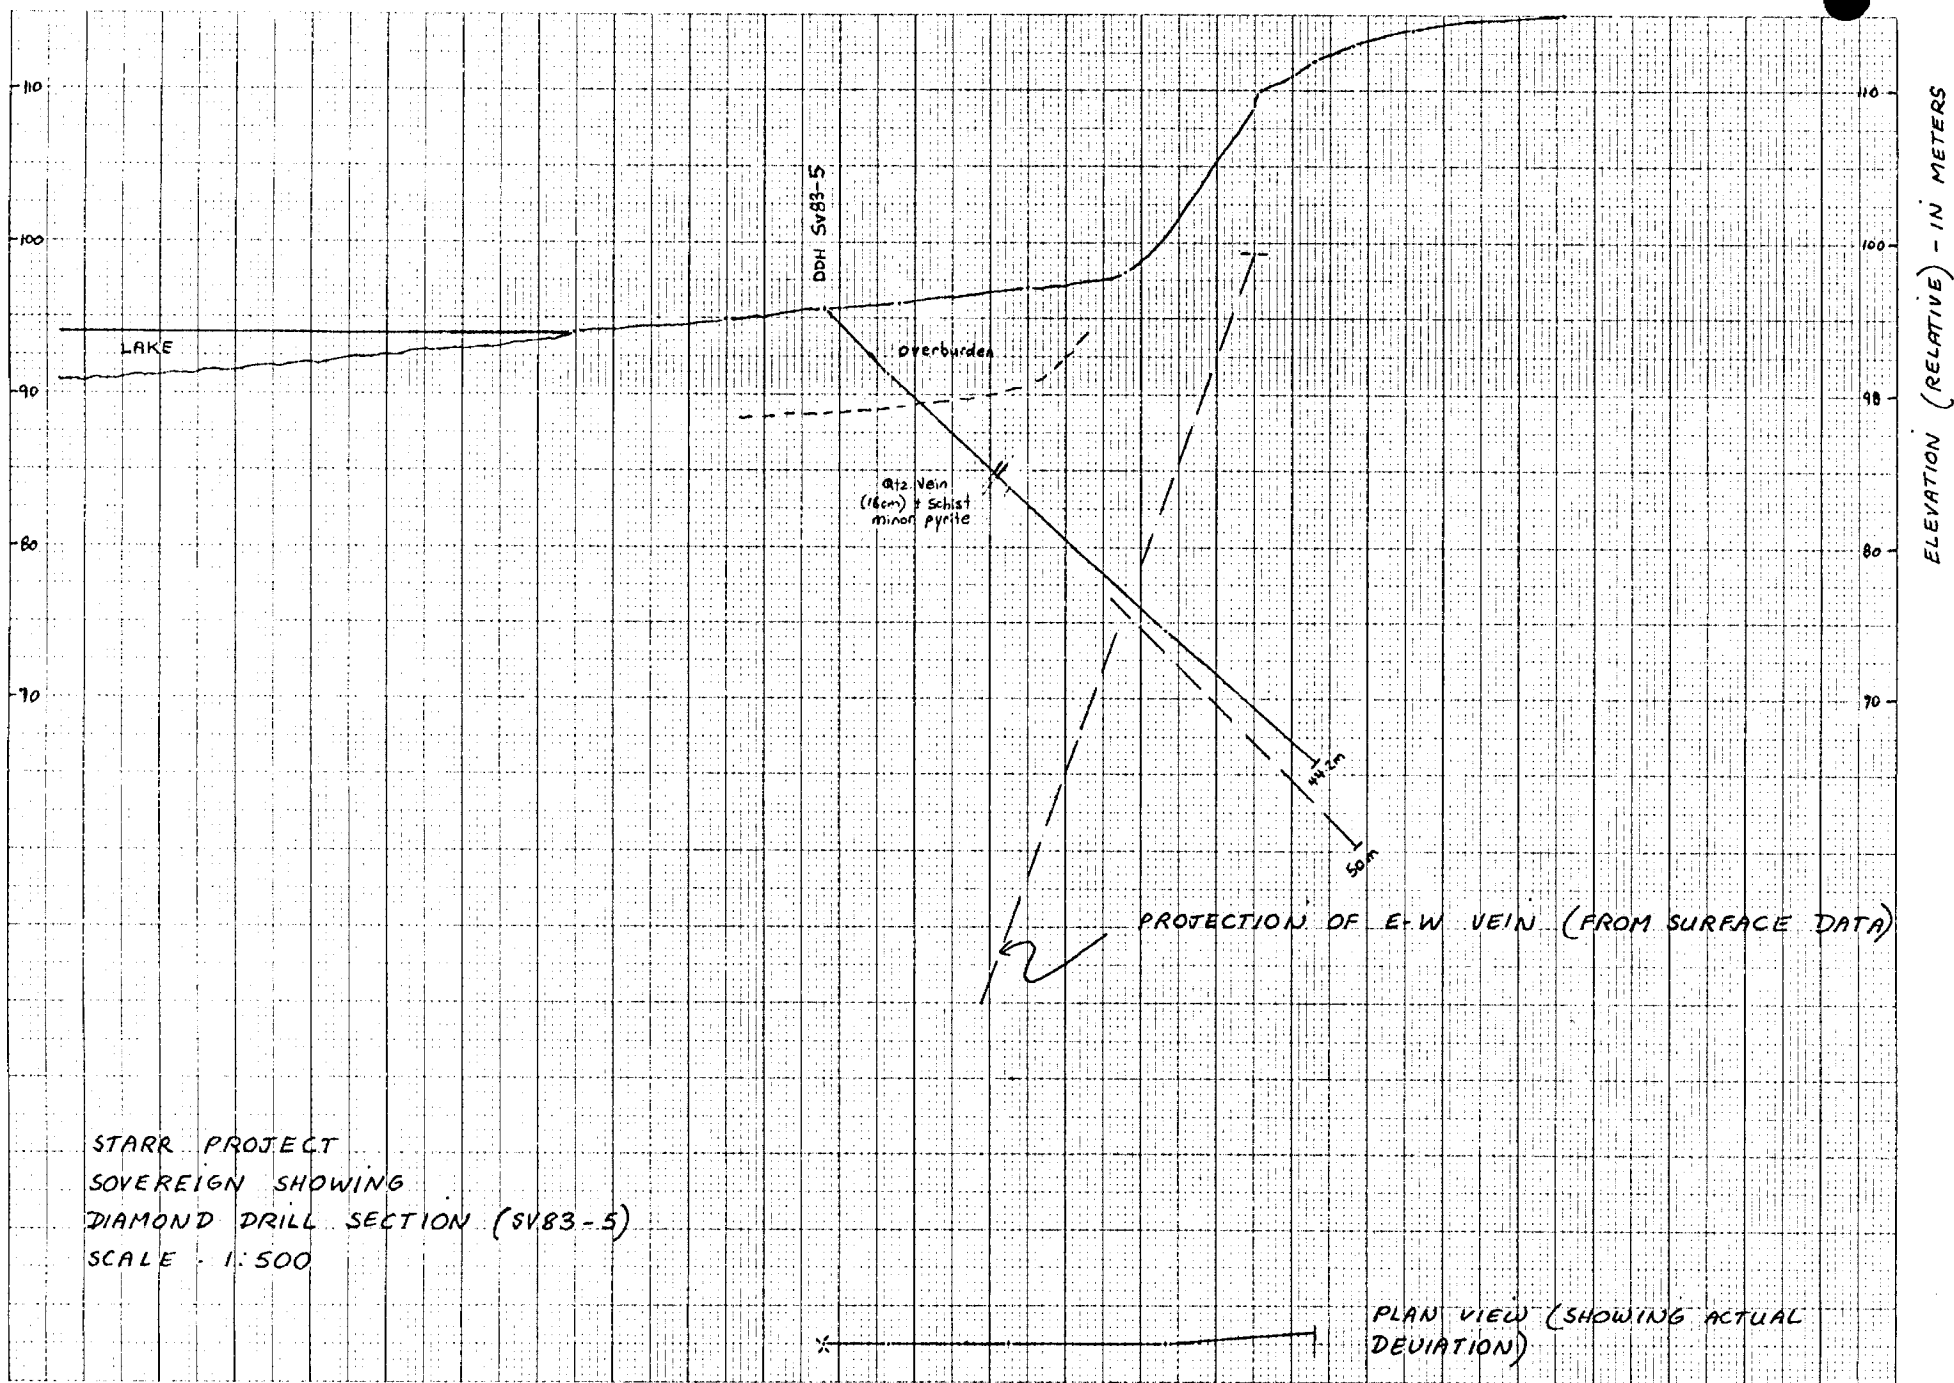 110
100
90
80
70
110
100
90
80
70
ELEVATION (RELATIVE) - IN METERS
DDH SV83-5
LAKE
Overburden
Qtz Vein
(16cm) + Schist
minor pyrite
44.2m
50m
PROJECTION OF E-W VEIN (FROM SURFACE DATA)
STARR PROJECT
SOVEREIGN SHOWING
DIAMOND DRILL SECTION (SV83-5)
SCALE - 1:500
PLAN VIEW (SHOWING ACTUAL
DEVIATION)